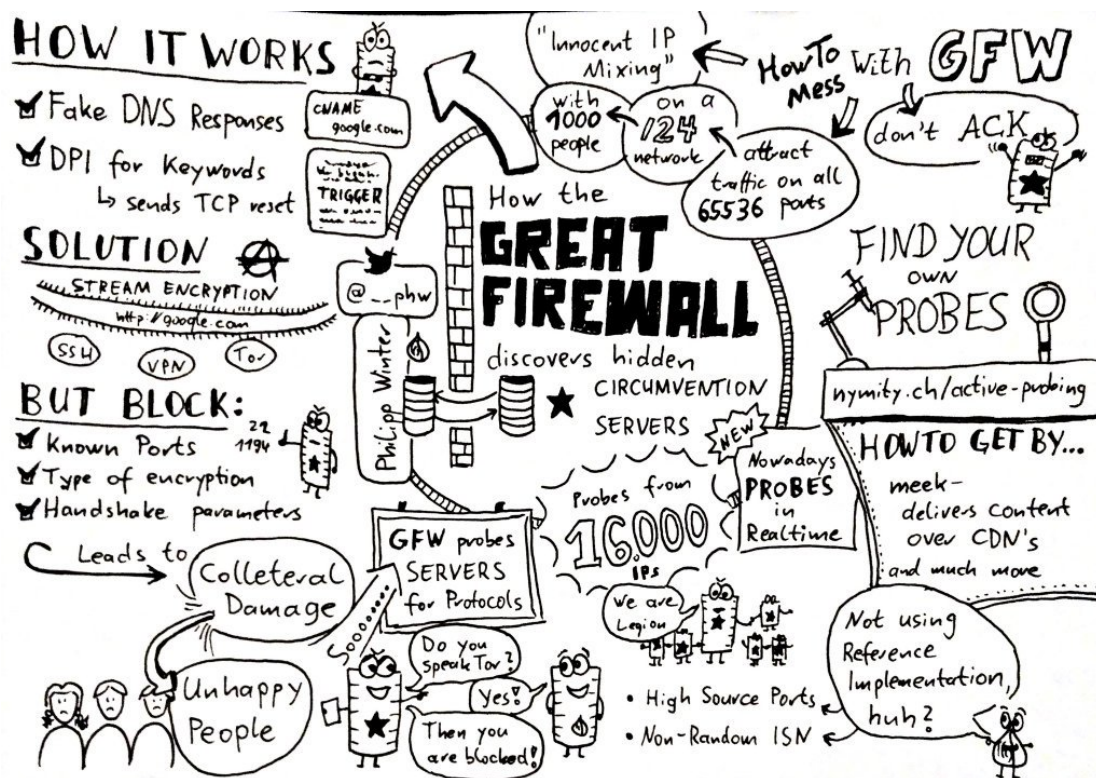 HOW IT WORKS
Fake DNS Responses
CNAME
google.com
DPI for Keywords
↳ sends TCP reset
TRIGGER
SOLUTION
STREAM ENCRYPTION
http://google.com
SSH
VPN
Tor
BUT BLOCK:
Known Ports
22
1194
Type of encryption
Handshake parameters
Leads to
Colleteral
Damage
Unhappy
People
@__phw
Philipp Winter
How the
GREAT
FIREWALL
discovers hidden
CIRCUMVENTION
SERVERS
HowTo
Mess
with GFW
don't ACK
attract
traffic on all
65536 ports
on a
/24
network
with
1000
people
"Innocent IP
Mixing"
FIND YOUR
OWN
PROBES
nymity.ch/active-probing
HOWTO GET BY...
meek-
delivers content
over CDN's
and much more
NEW
Nowadays
PROBES
in
Realtime
Probes from
16.000
IPs
GFW probes
SERVERS
for Protocols
Do you
speak Tor?
Yes!
Then you
are blocked!
We are
Legion
• High Source Ports
• Non-Random ISN
Not using
Reference
Implementation,
huh?